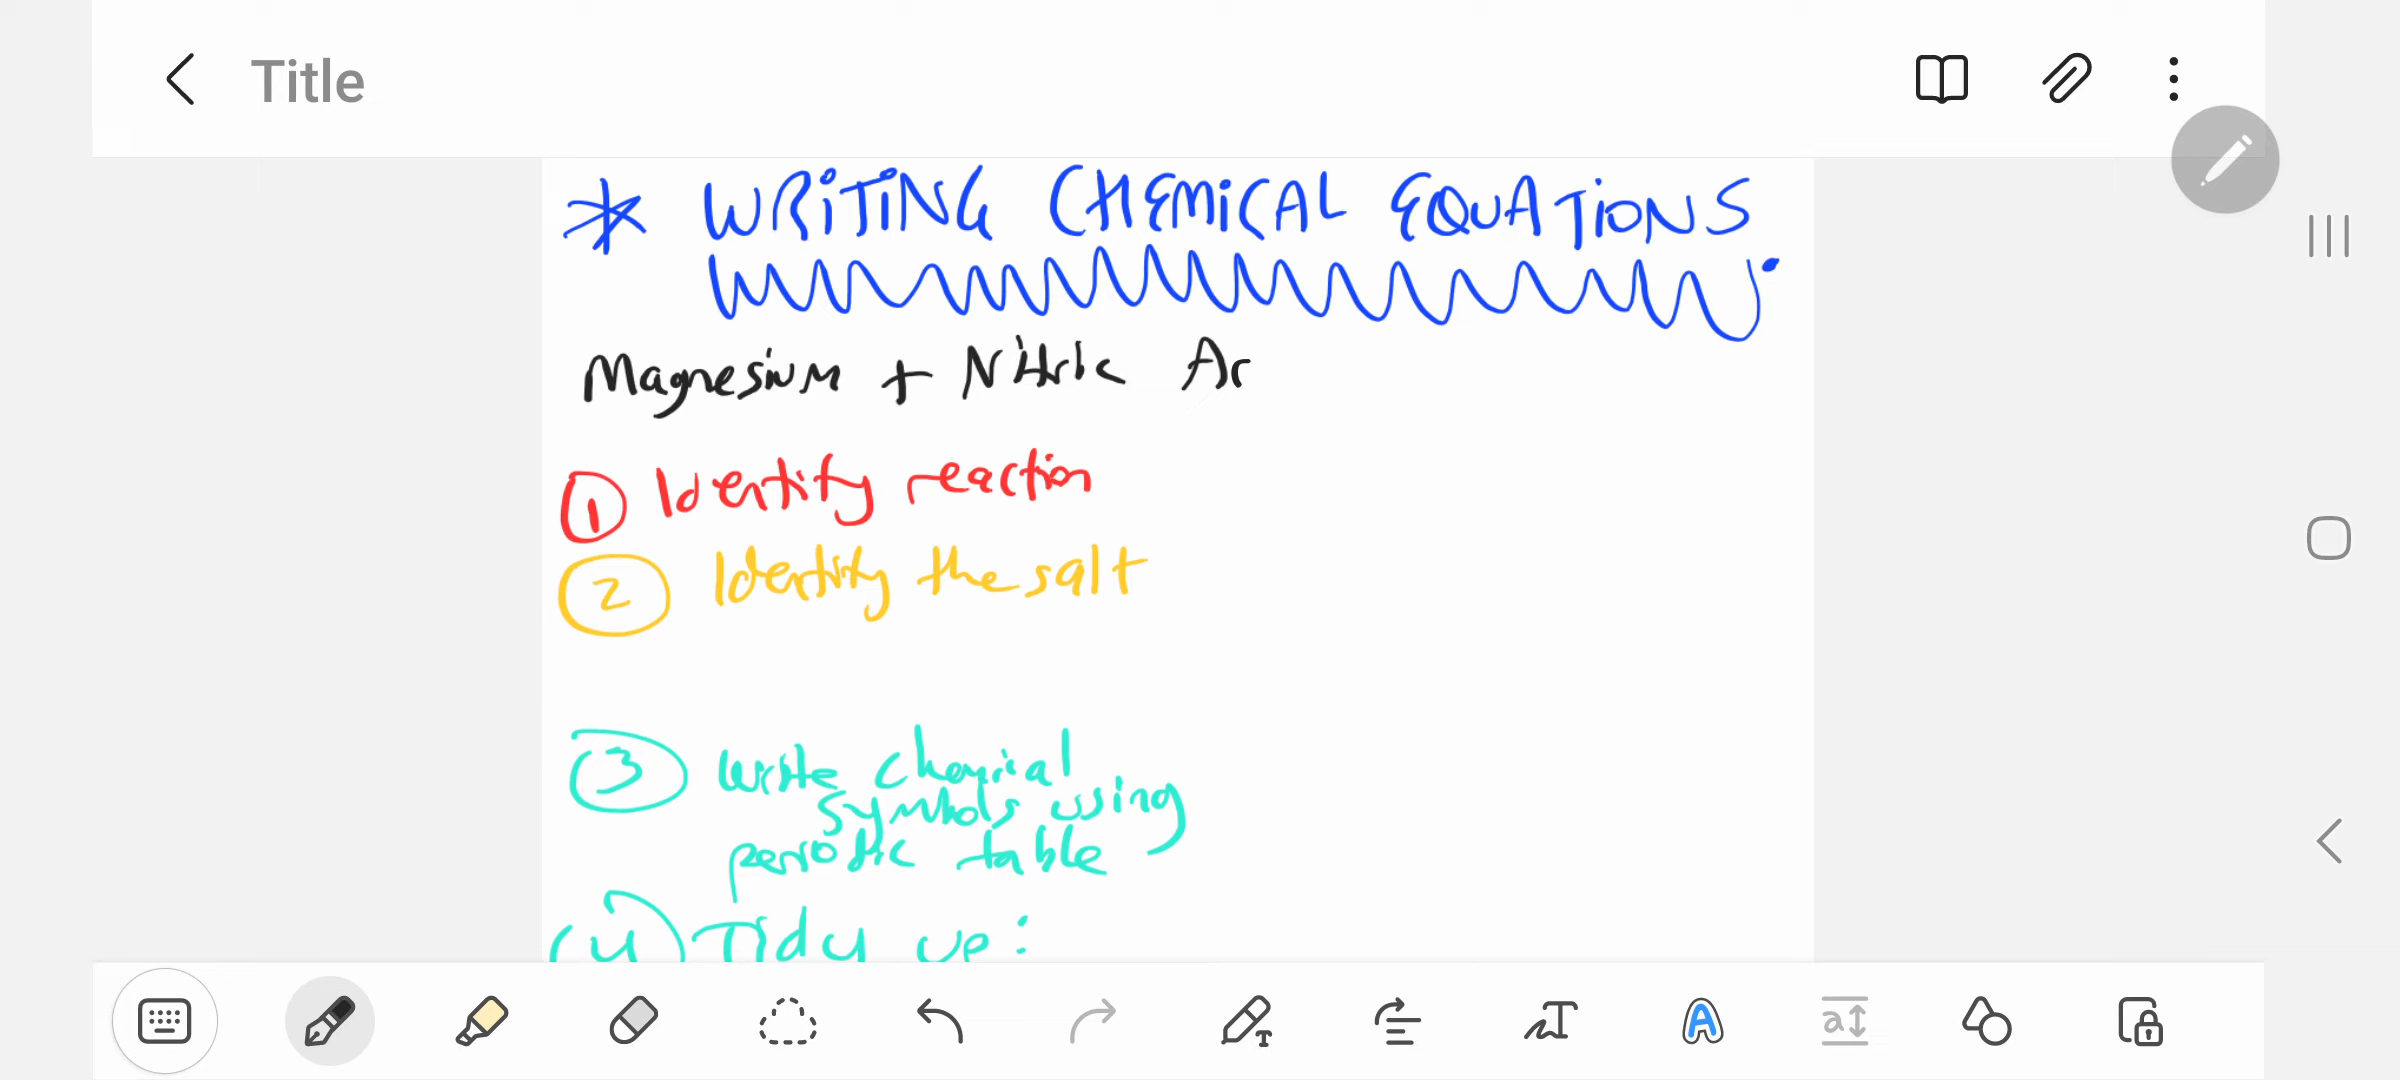 Title
* WRITING CHEMICAL EQUATIONS
Magnesium + Nitric Ac
1 Identify reaction
2 Identify the salt
3 Write chemical
symbols using
periodic table
4 Tidy up: